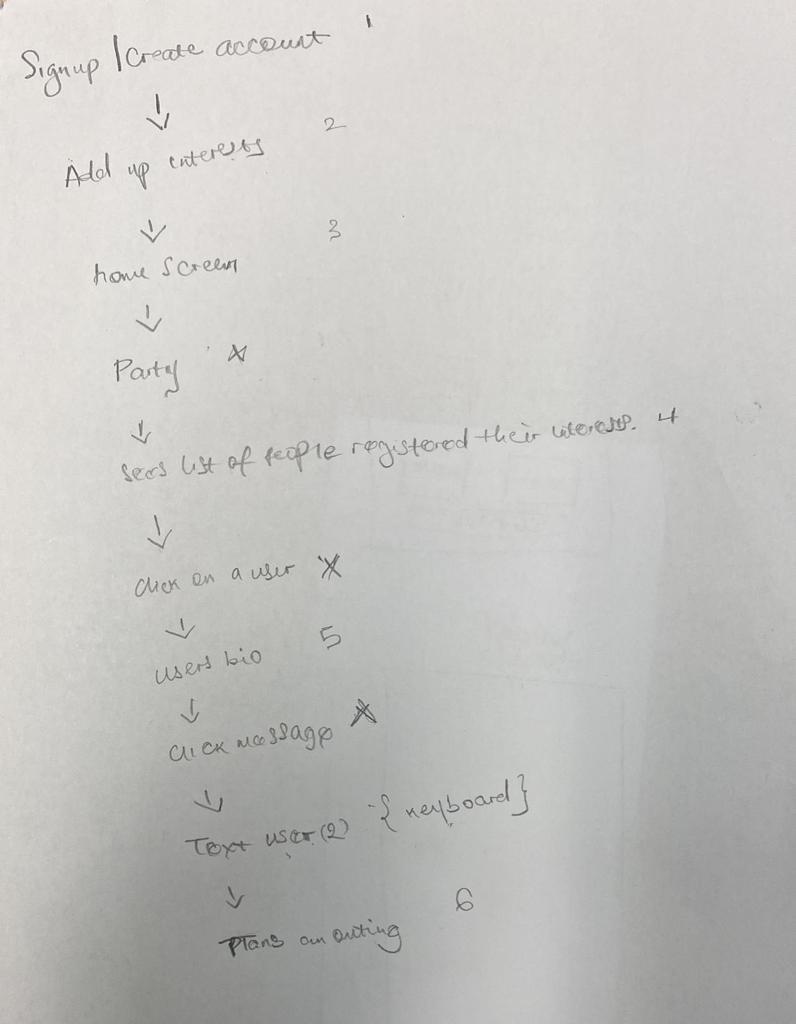 Signup / Create account 1
↓
Add up interests 2
↓
home screen 3
↓
Party *
↓
sees list of people registered their interests. 4
↓
click on a user *
↓
users bio 5
↓
click message *
↓
Text user (2) {keyboard}
↓
Plans an outing 6